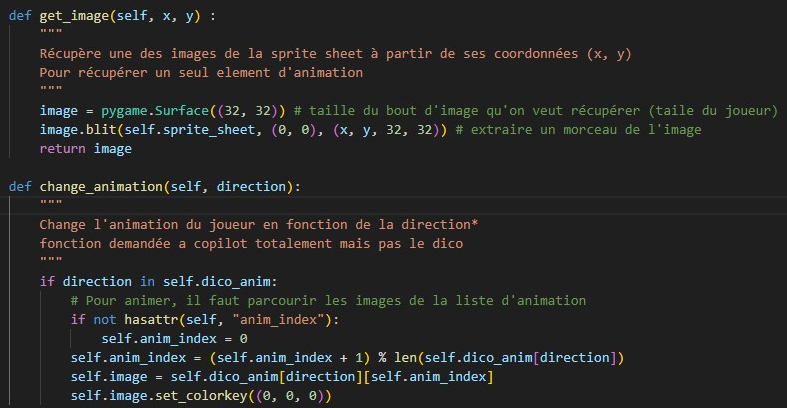 def get_image(self, x, y) :
"""
Récupère une des images de la sprite sheet à partir de ses coordonnées (x, y)
Pour récupérer un seul element d'animation
"""
image = pygame.Surface((32, 32)) # taille du bout d'image qu'on veut récupérer (taile du joueur)
image.blit(self.sprite_sheet, (0, 0), (x, y, 32, 32)) # extraire un morceau de l'image
return image
def change_animation(self, direction):
"""
Change l'animation du joueur en fonction de la direction*
fonction demandée a copilot totalement mais pas le dico
"""
if direction in self.dico_anim:
# Pour animer, il faut parcourir les images de la liste d'animation
if not hasattr(self, "anim_index"):
self.anim_index = 0
self.anim_index = (self.anim_index + 1) % len(self.dico_anim[direction])
self.image = self.dico_anim[direction][self.anim_index]
self.image.set_colorkey((0, 0, 0))